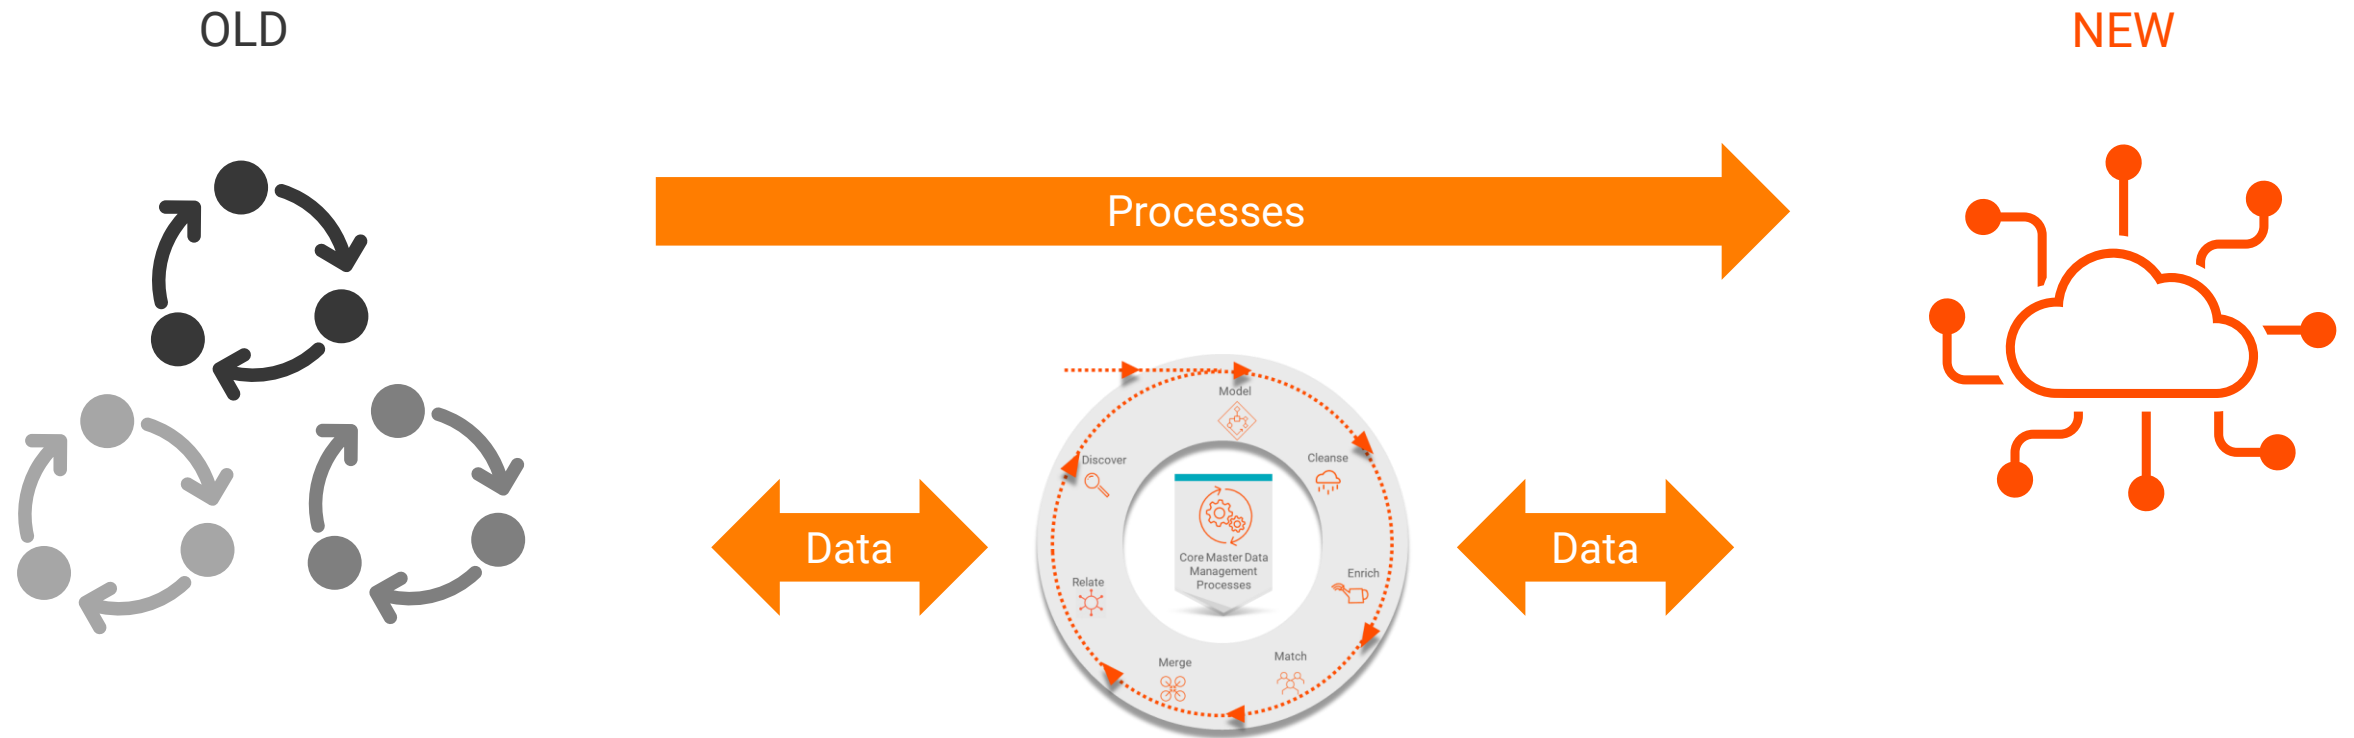 OLD
NEW
Processes
Model
Discover
Cleanse
Data
Core Master Data
Management
Processes
Data
Relate
Enrich
Merge
Match